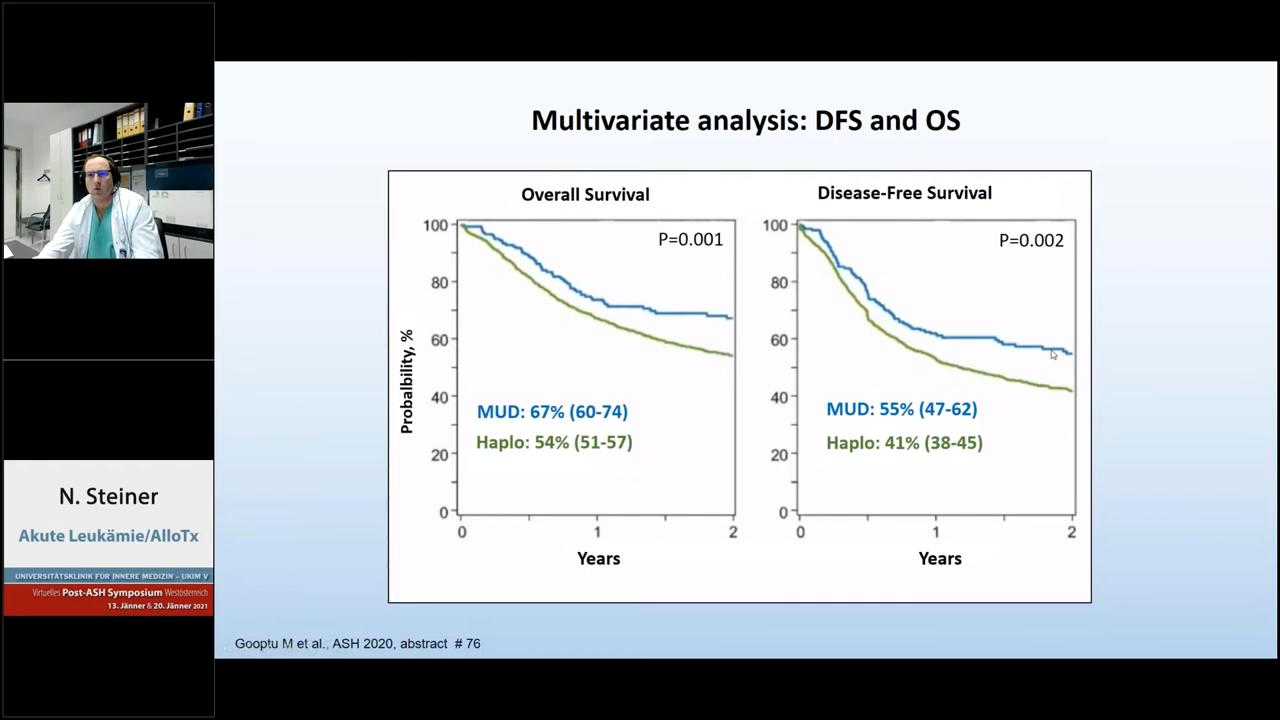 Multivariate analysis: DFS and OS
Overall Survival
Disease-Free Survival
P=0.001
P=0.002
100
80
60
40
20
0
100
80
60
40
20
0
Probalbility, %
MUD: 67% (60-74)
Haplo: 54% (51-57)
MUD: 55% (47-62)
Haplo: 41% (38-45)
0
1
2
0
1
2
Years
Years
Gooptu M et al., ASH 2020, abstract # 76
N. Steiner
Akute Leukämie/AlloTx
UNIVERSITÄTSKLINIK FÜR INNERE MEDIZIN – UKIM V
Virtuelles Post-ASH Symposium Westösterreich
13. Jänner & 20. Jänner 2021